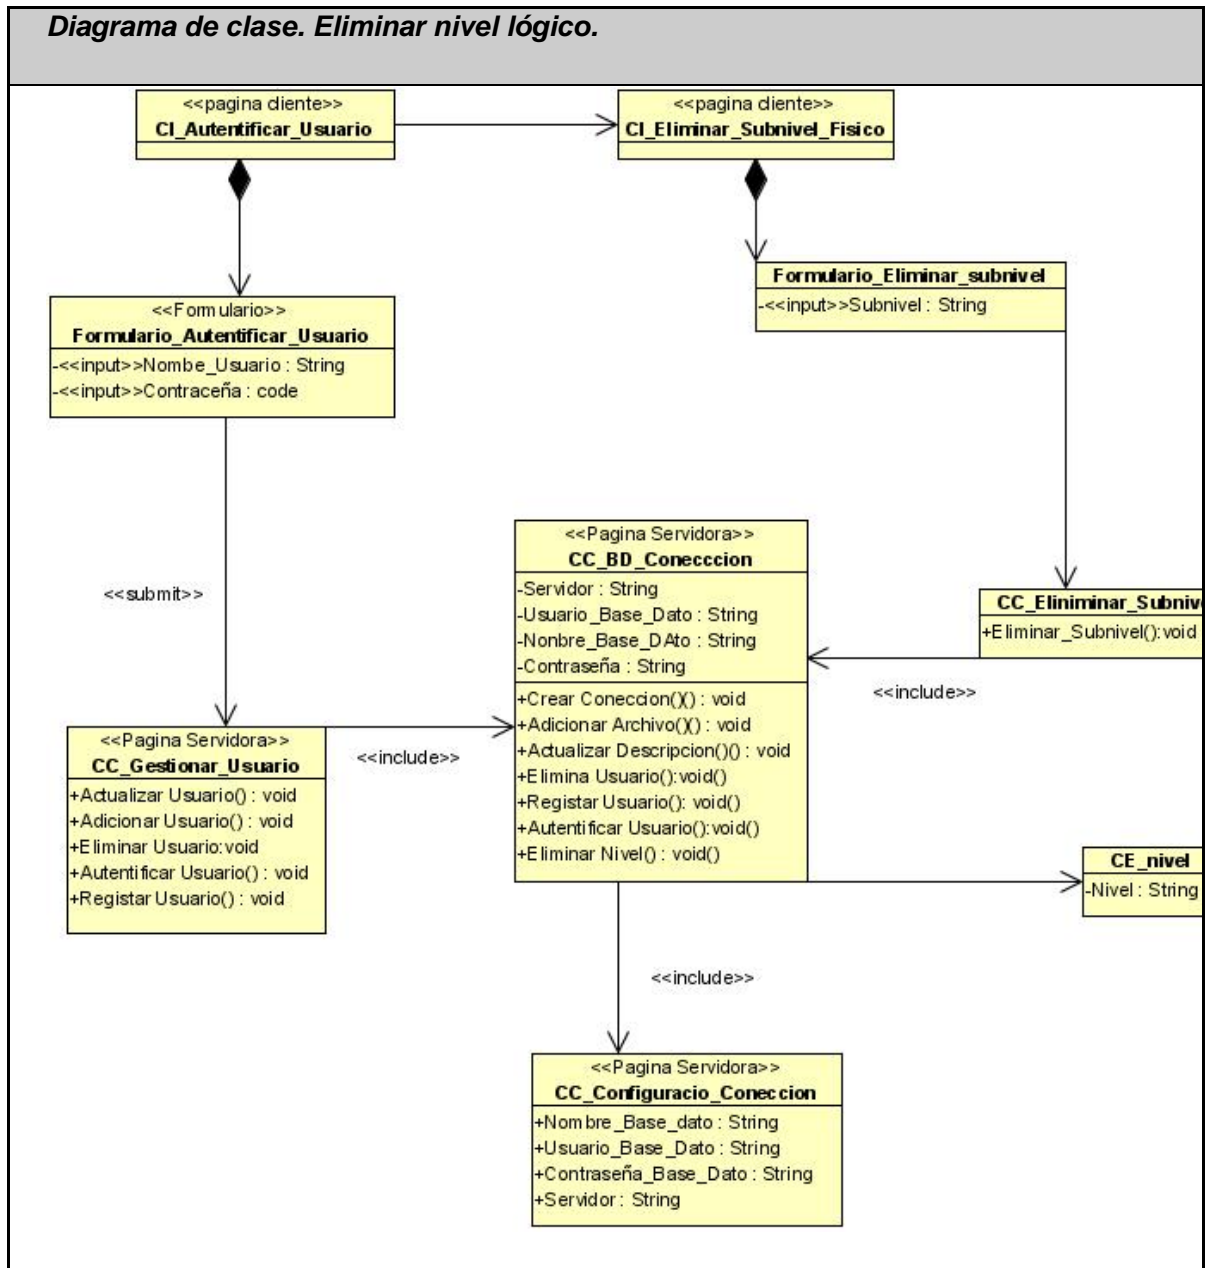 Diagrama de clase. Eliminar nivel lógico.
<<pagina cliente>>
CI_Autentificar_Usuario
<<pagina cliente>>
CI_Eliminar_Subnivel_Fisico
<<Formulario>>
Formulario_Autentificar_Usuario
-<<input>>Nombe_Usuario : String
-<<input>>Contraceña : code
Formulario_Eliminar_subnivel
-<<input>>Subnivel : String
<<submit>>
<<Pagina Servidora>>
CC_BD_Conecccion
-Servidor : String
-Usuario_Base_Dato : String
-Nonbre_Base_DAto : String
-Contraseña : String
+Crear Coneccion()() : void
+Adicionar Archivo()() : void
+Actualizar Descripcion()() : void
+Elimina Usuario():void()
+Registar Usuario(): void()
+Autentificar Usuario():void()
+Eliminar Nivel() : void()
CC_Eliniminar_Subnive
+Eliminar_Subnivel():void
<<include>>
<<Pagina Servidora>>
CC_Gestionar_Usuario
+Actualizar Usuario() : void
+Adicionar Usuario() : void
+Eliminar Usuario:void
+Autentificar Usuario() : void
+Registar Usuario() : void
<<include>>
CE_nivel
-Nivel : String
<<include>>
<<Pagina Servidora>>
CC_Configuracio_Coneccion
+Nombre_Base_dato : String
+Usuario_Base_Dato : String
+Contraseña_Base_Dato : String
+Servidor : String